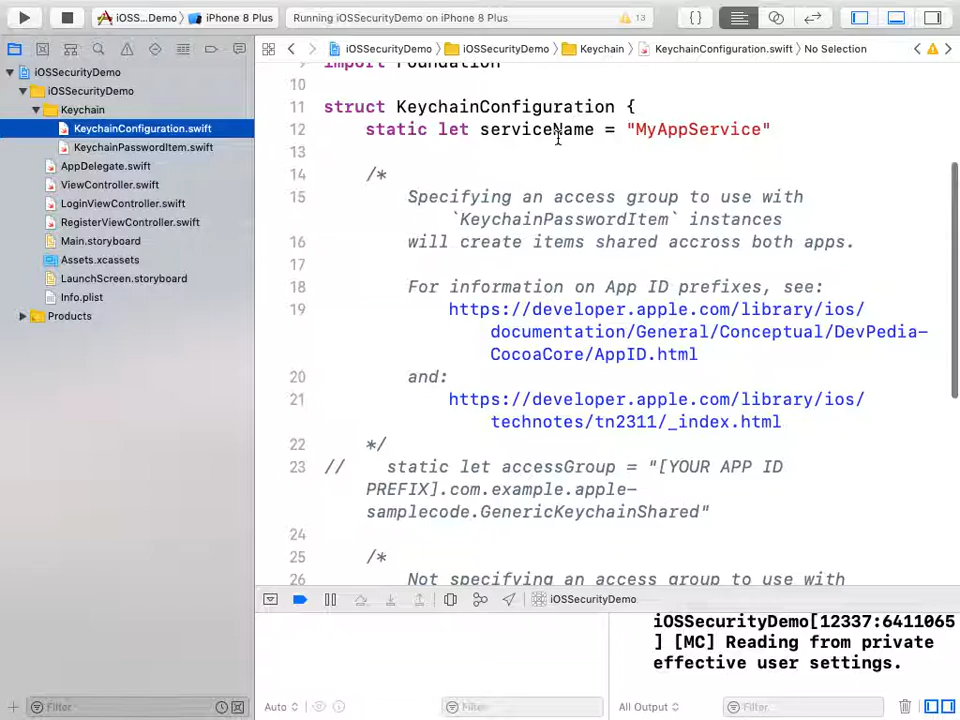 iOSS...Demo
iPhone 8 Plus
Running iOSSecurityDemo on iPhone 8 Plus
13
iOSSecurityDemo
iOSSecurityDemo
Keychain
KeychainConfiguration.swift
No Selection
iOSSecurityDemo
iOSSecurityDemo
Keychain
KeychainConfiguration.swift
KeychainPasswordItem.swift
AppDelegate.swift
ViewController.swift
LoginViewController.swift
RegisterViewController.swift
Main.storyboard
Assets.xcassets
LaunchScreen.storyboard
Info.plist
Products
9 import Foundation
10
11 struct KeychainConfiguration {
12 static let serviceName = "MyAppService"
13
14 /*
15 Specifying an access group to use with
`KeychainPasswordItem` instances
16 will create items shared accross both apps.
17
18 For information on App ID prefixes, see:
19 https://developer.apple.com/library/ios/
documentation/General/Conceptual/DevPedia-
CocoaCore/AppID.html
20 and:
21 https://developer.apple.com/library/ios/
technotes/tn2311/_index.html
22 */
23 // static let accessGroup = "[YOUR APP ID
PREFIX].com.example.apple-
samplecode.GenericKeychainShared"
24
25 /*
26 Not specifying an access group to use with
iOSSecurityDemo
iOSSecurityDemo[12337:6411065
] [MC] Reading from private
effective user settings.
Filter
Auto
Filter
All Output
Filter